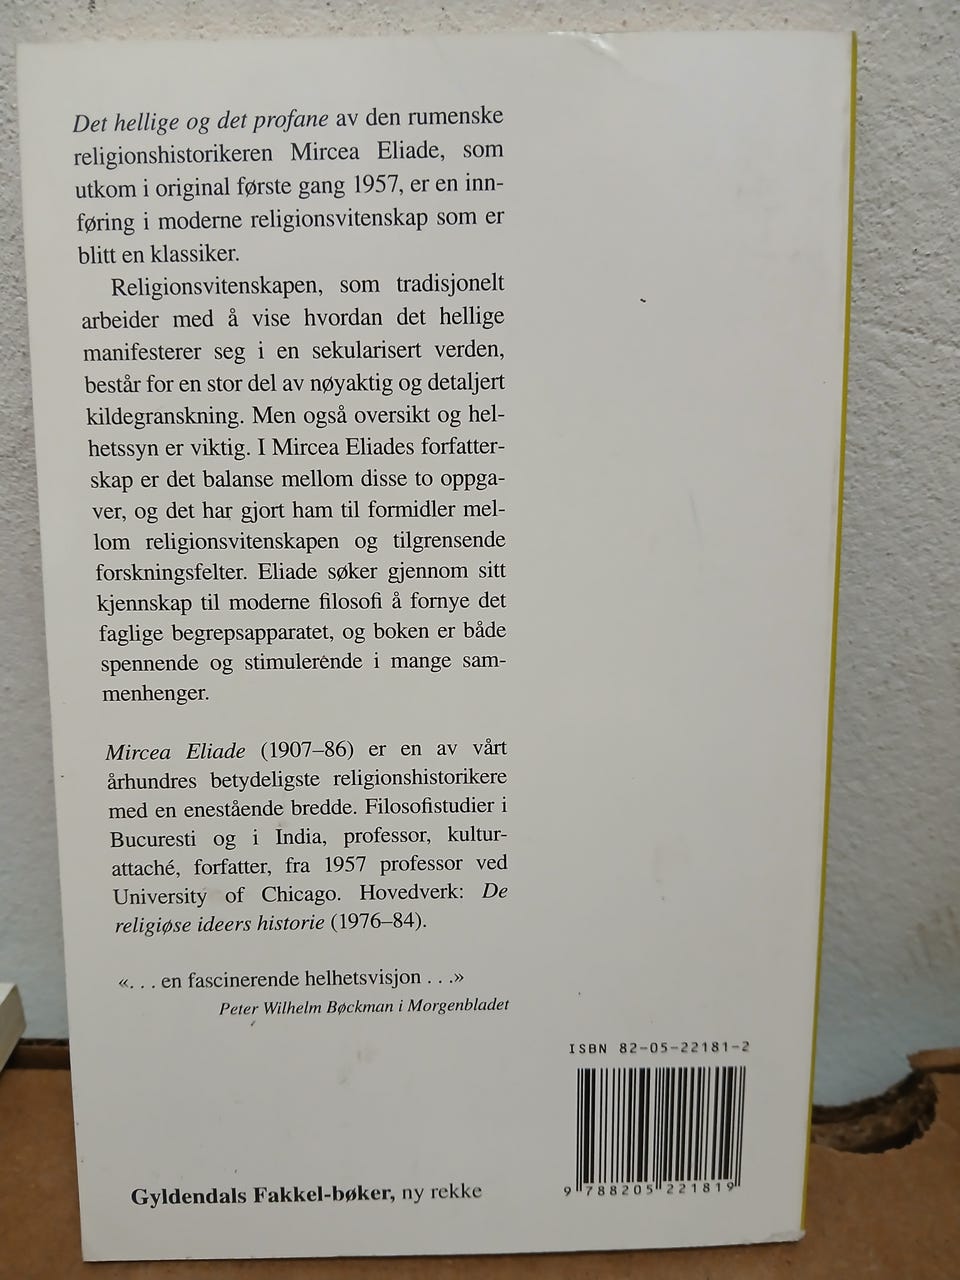 Det hellige og det profane av den rumenske
religionshistorikeren Mircea Eliade, som
utkom i original første gang 1957, er en inn-
føring i moderne religionsvitenskap som er
blitt en klassiker.
Religionsvitenskapen, som tradisjonelt
arbeider med å vise hvordan det hellige
manifesterer seg i en sekularisert verden,
består for en stor del av nøyaktig og detaljert
kildegranskning. Men også oversikt og hel-
hetssyn er viktig. I Mircea Eliades forfatter-
skap er det balanse mellom disse to oppga-
ver, og det har gjort ham til formidler mel-
lom religionsvitenskapen og tilgrensende
forskningsfelter. Eliade søker gjennom sitt
kjennskap til moderne filosofi å fornye det
faglige begrepsapparatet, og boken er både
spennende og stimulerende i mange sam-
menhenger.
Mircea Eliade (1907–86) er en av vårt
århundres betydeligste religionshistorikere
med en enestående bredde. Filosofistudier i
Bucuresti og i India, professor, kultur-
attaché, forfatter, fra 1957 professor ved
University of Chicago. Hovedverk: De
religiøse ideers historie (1976–84).
«. . . en fascinerende helhetsvisjon . . .»
Peter Wilhelm Bøckman i Morgenbladet
ISBN 82-05-22181-2
9 788205 221819
Gyldendals Fakkel-bøker, ny rekke